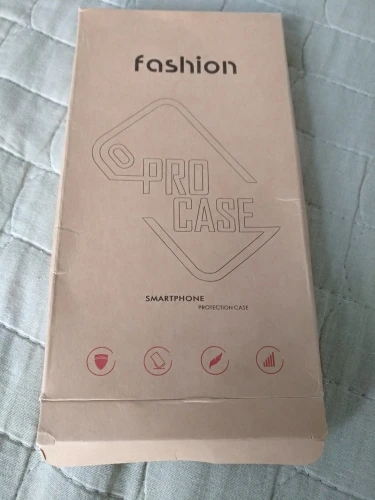 fashion
PRO
CASE
SMARTPHONE
PROTECTION CASE